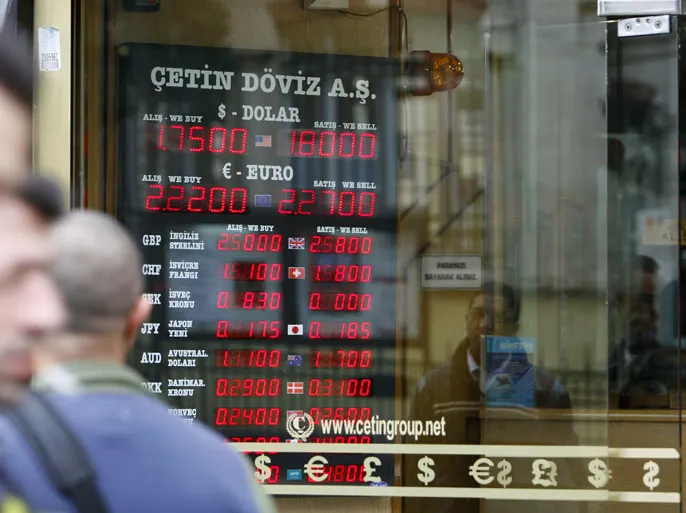 ÇETİN DÖVİZ A.Ş.
$ - DOLAR
ALIŞ - WE BUY SATIŞ - WE SELL
1.7500 1.8000
€ - EURO
ALIŞ - WE BUY SATIŞ - WE SELL
2.2200 2.2700
ALIŞ - WE BUY SATIŞ - WE SELL
GBP İNGİLİZ STERLİNİ 2.5000 2.5800
CHF İSVİÇRE FRANGI 1.5100 1.5800
SEK İSVEÇ KRONU 0.1830
JPY JAPON YENİ 0.0175 0.0185
AUD AVUSTRAL. DOLARI 1.1100 1.1700
DKK DANİMAR. KRONU 0.2900 0.3100
NORVEÇ 0.2400 0.2600
www.cetingroup.net
PARANIZI
SAYARAK ALINIZ
$ € £ $ € $ £ $ $